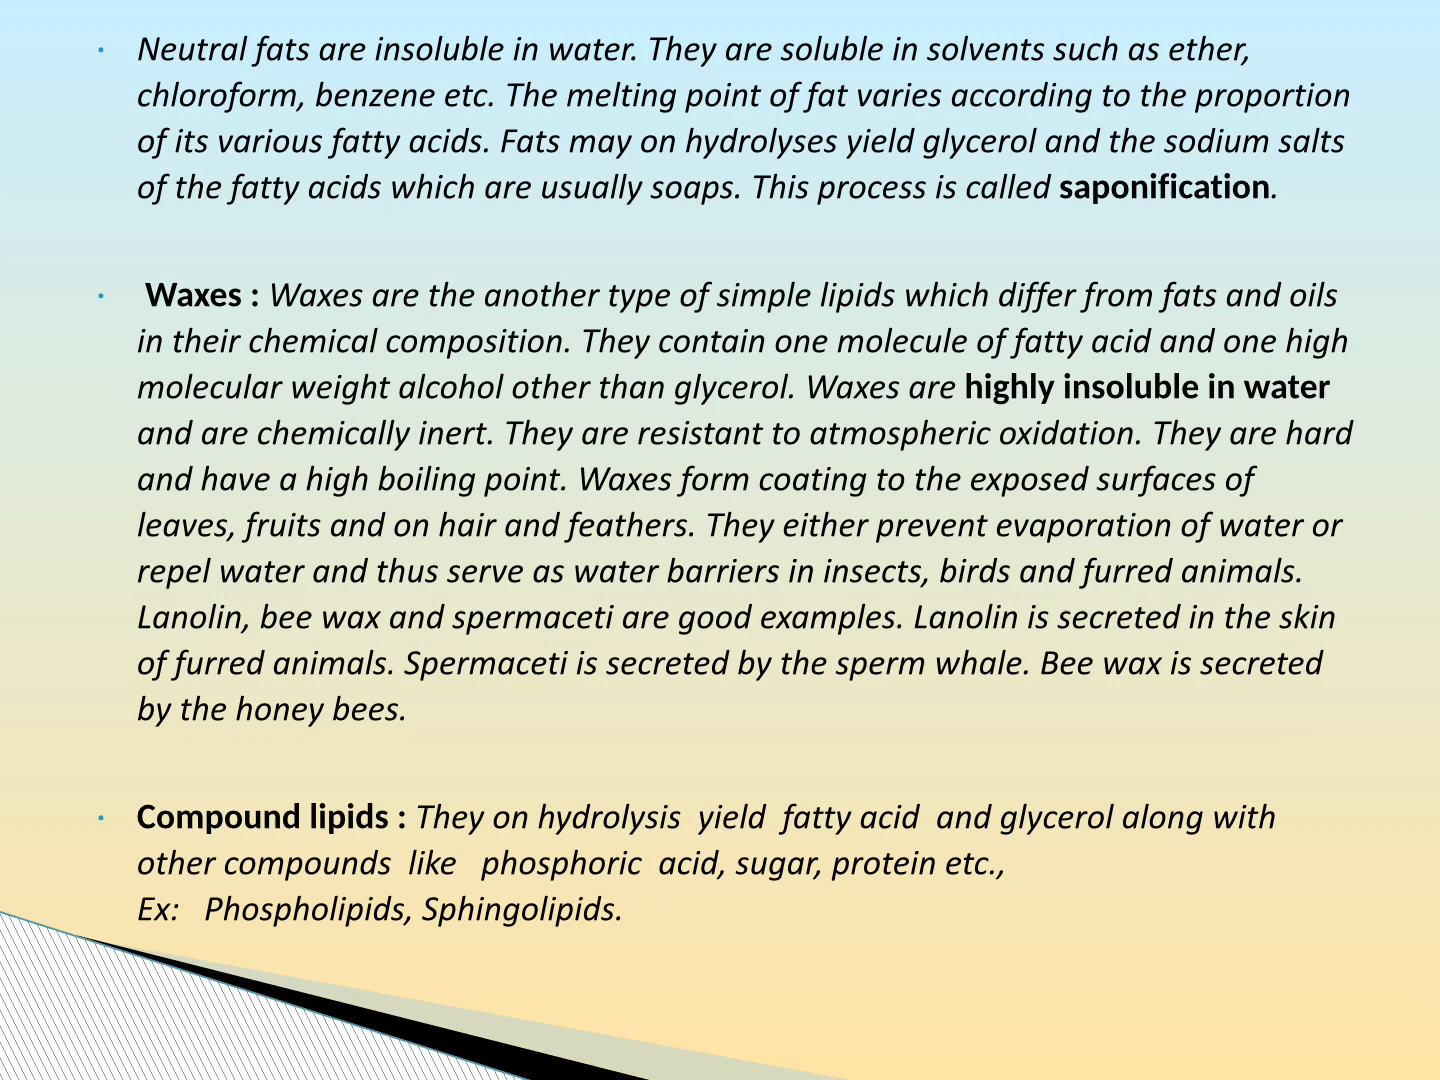 • Neutral fats are insoluble in water. They are soluble in solvents such as ether,
chloroform, benzene etc. The melting point of fat varies according to the proportion
of its various fatty acids. Fats may on hydrolyses yield glycerol and the sodium salts
of the fatty acids which are usually soaps. This process is called saponification.
• Waxes : Waxes are the another type of simple lipids which differ from fats and oils
in their chemical composition. They contain one molecule of fatty acid and one high
molecular weight alcohol other than glycerol. Waxes are highly insoluble in water
and are chemically inert. They are resistant to atmospheric oxidation. They are hard
and have a high boiling point. Waxes form coating to the exposed surfaces of
leaves, fruits and on hair and feathers. They either prevent evaporation of water or
repel water and thus serve as water barriers in insects, birds and furred animals.
Lanolin, bee wax and spermaceti are good examples. Lanolin is secreted in the skin
of furred animals. Spermaceti is secreted by the sperm whale. Bee wax is secreted
by the honey bees.
• Compound lipids : They on hydrolysis yield fatty acid and glycerol along with
other compounds like phosphoric acid, sugar, protein etc.,
Ex: Phospholipids, Sphingolipids.